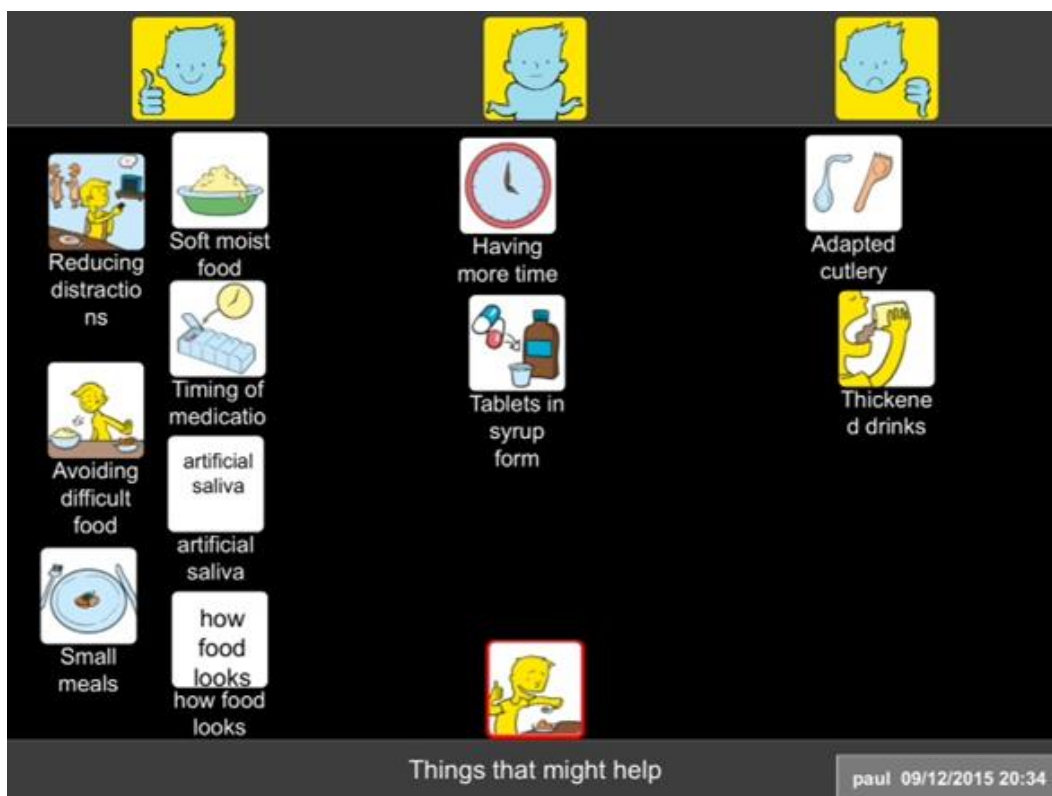 Reducing
distractio
ns
Soft moist
food
Timing of
medicatio
Avoiding
difficult
food
artificial
saliva
artificial
saliva
Small
meals
how
food
looks
how food
looks
Having
more time
Tablets in
syrup
form
Adapted
cutlery
Thickene
d drinks
Things that might help
paul 09/12/2015 20:34